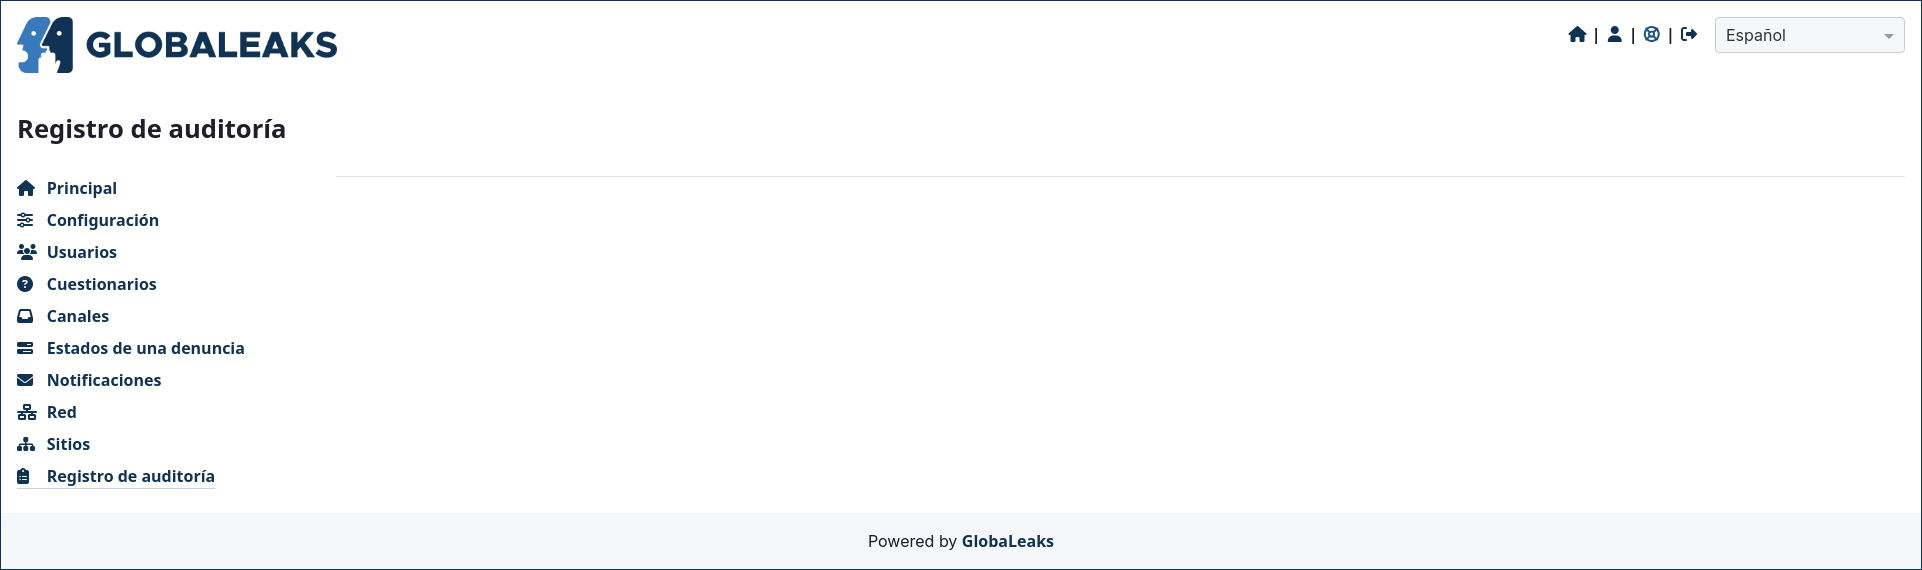 GLOBALEAKS
| | |
Español
Registro de auditoría
Principal
Configuración
Usuarios
Cuestionarios
Canales
Estados de una denuncia
Notificaciones
Red
Sitios
Registro de auditoría
Powered by GlobaLeaks